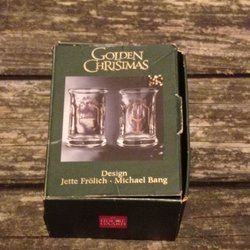 GOLDEN
CHRISTMAS
Design
Jette Frölich · Michael Bang